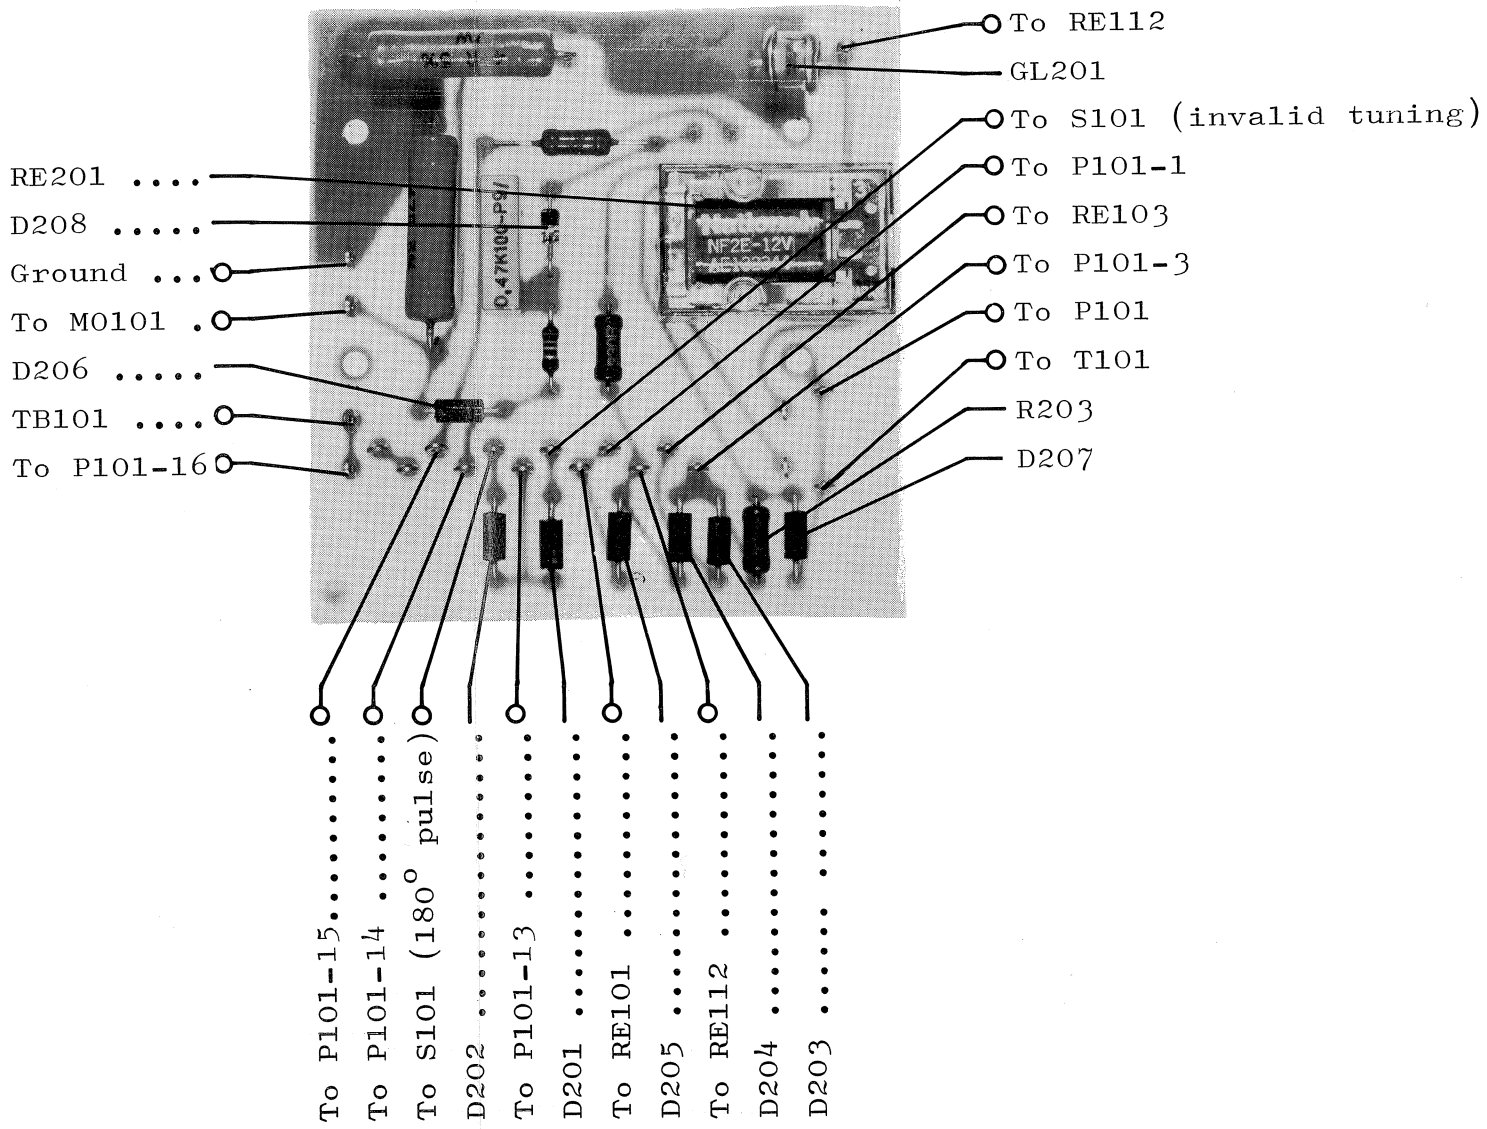 To RE112
GL201
To S101 (invalid tuning)
To P101-1
To RE103
To P101-3
To P101
To T101
R203
D207
RE201 ....
D208 .....
Ground ...
To MO101 .
D206 .....
TB101 ....
To P101-16
0.47K100-P9/
National
NF2E-12V
To P101-15.........
To P101-14 .........
To S101 (180° pulse)
D202 ..............
To P101-13 .........
D201 ..............
To RE101 ..........
D205 ..............
To RE112 ..........
D204 ..............
D203 ..............